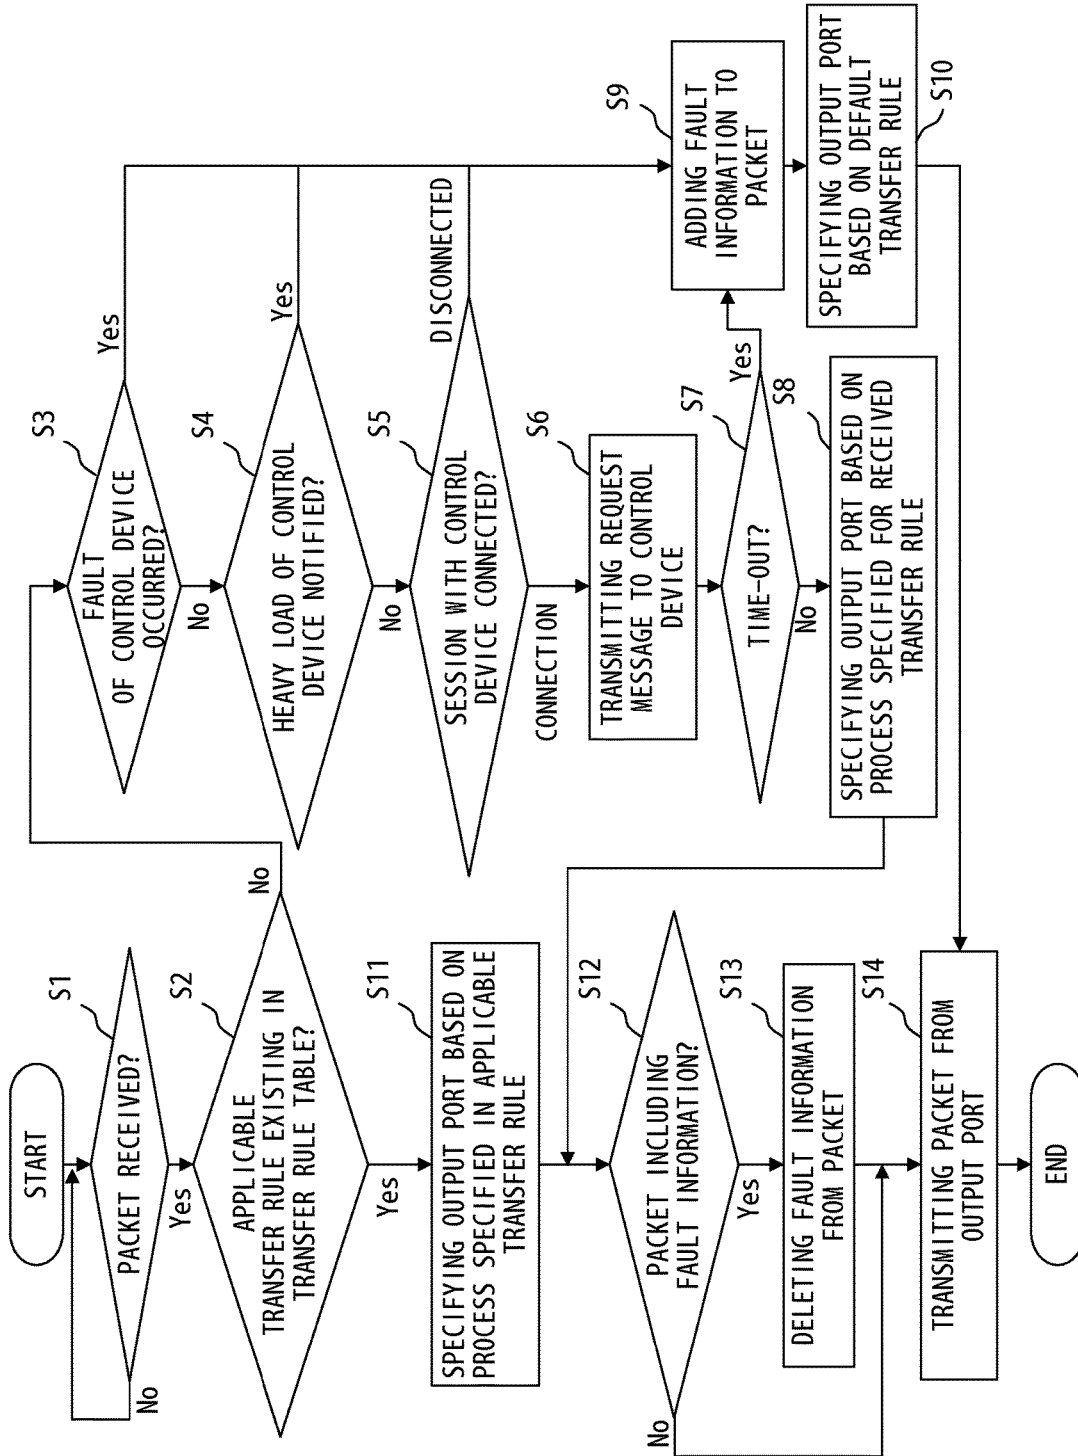 START
S1
PACKET RECEIVED?
No
Yes
S2
APPLICABLE
TRANSFER RULE EXISTING IN
TRANSFER RULE TABLE?
No
Yes
S11
SPECIFYING OUTPUT PORT BASED ON
PROCESS SPECIFIED IN APPLICABLE
TRANSFER RULE
S12
PACKET INCLUDING
FAULT INFORMATION?
No
Yes
S13
DELETING FAULT INFORMATION
FROM PACKET
S14
TRANSMITTING PACKET FROM
OUTPUT PORT
END
S3
FAULT
OF CONTROL DEVICE
OCCURRED?
Yes
No
S4
HEAVY LOAD OF CONTROL
DEVICE NOTIFIED?
Yes
No
S5
SESSION WITH CONTROL
DEVICE CONNECTED?
DISCONNECTED
CONNECTION
S6
TRANSMITTING REQUEST
MESSAGE TO CONTROL
DEVICE
S7
TIME-OUT?
Yes
No
S8
SPECIFYING OUTPUT PORT BASED ON
PROCESS SPECIFIED FOR RECEIVED
TRANSFER RULE
S9
ADDING FAULT
INFORMATION TO
PACKET
SPECIFYING OUTPUT PORT
BASED ON DEFAULT
TRANSFER RULE
S10